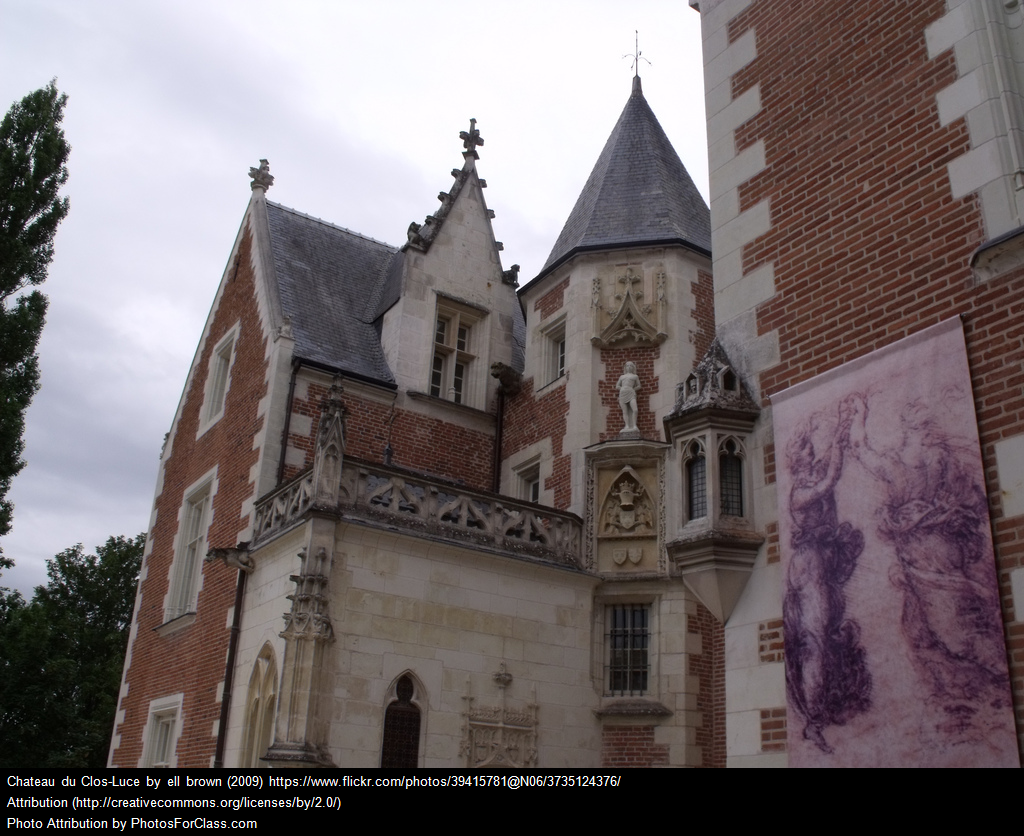 Chateau du Clos-Luce by ell brown (2009) https://www.flickr.com/photos/39415781@N06/3735124376/
Attribution (http://creativecommons.org/licenses/by/2.0/)
Photo Attribution by PhotosForClass.com